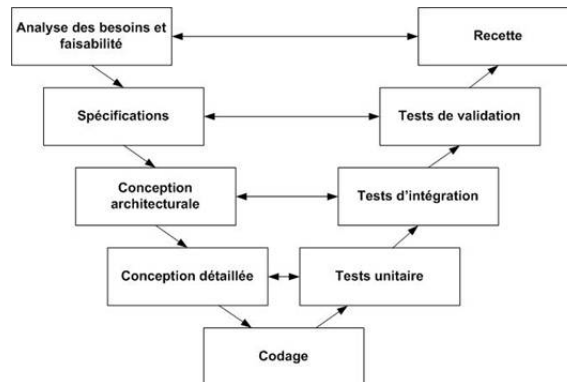 Analyse des besoins et
faisabilité
Recette
Spécifications
Tests de validation
Conception
architecturale
Tests d'intégration
Conception détaillée
Tests unitaire
Codage